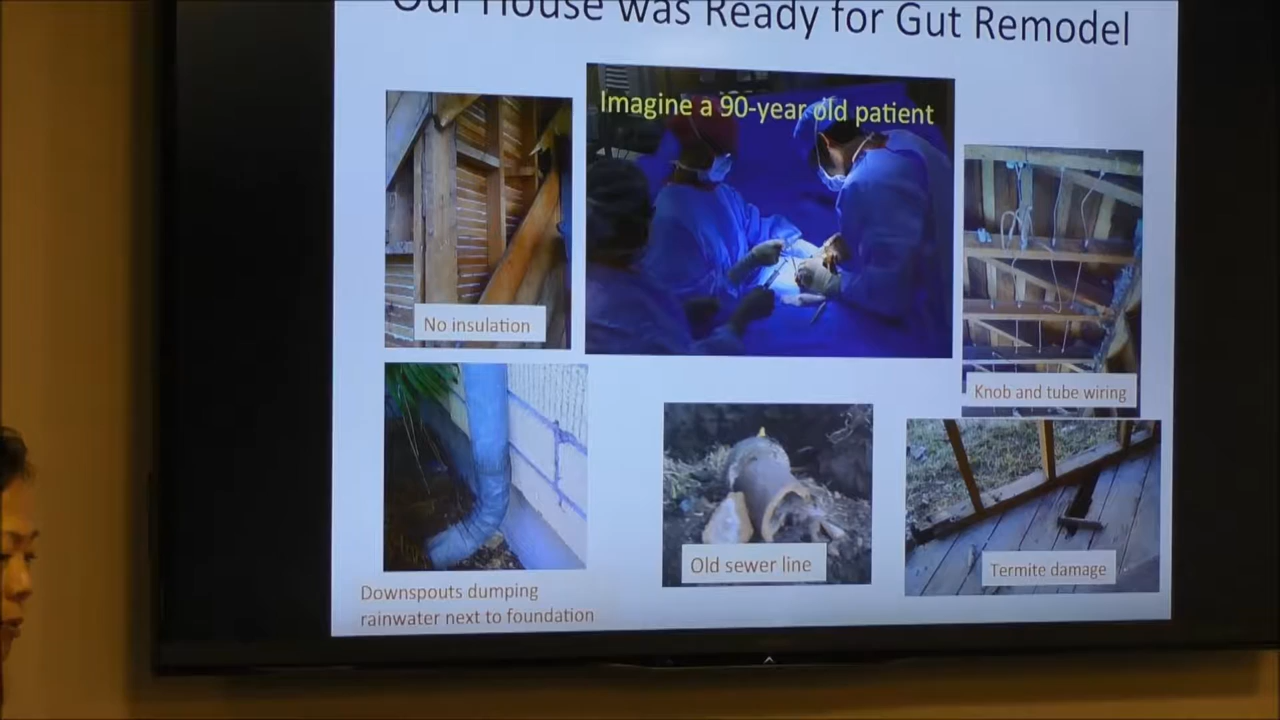 Our House was Ready for Gut Remodel
Imagine a 90-year old patient
No insulation
Knob and tube wiring
Old sewer line
Termite damage
Downspouts dumping
rainwater next to foundation